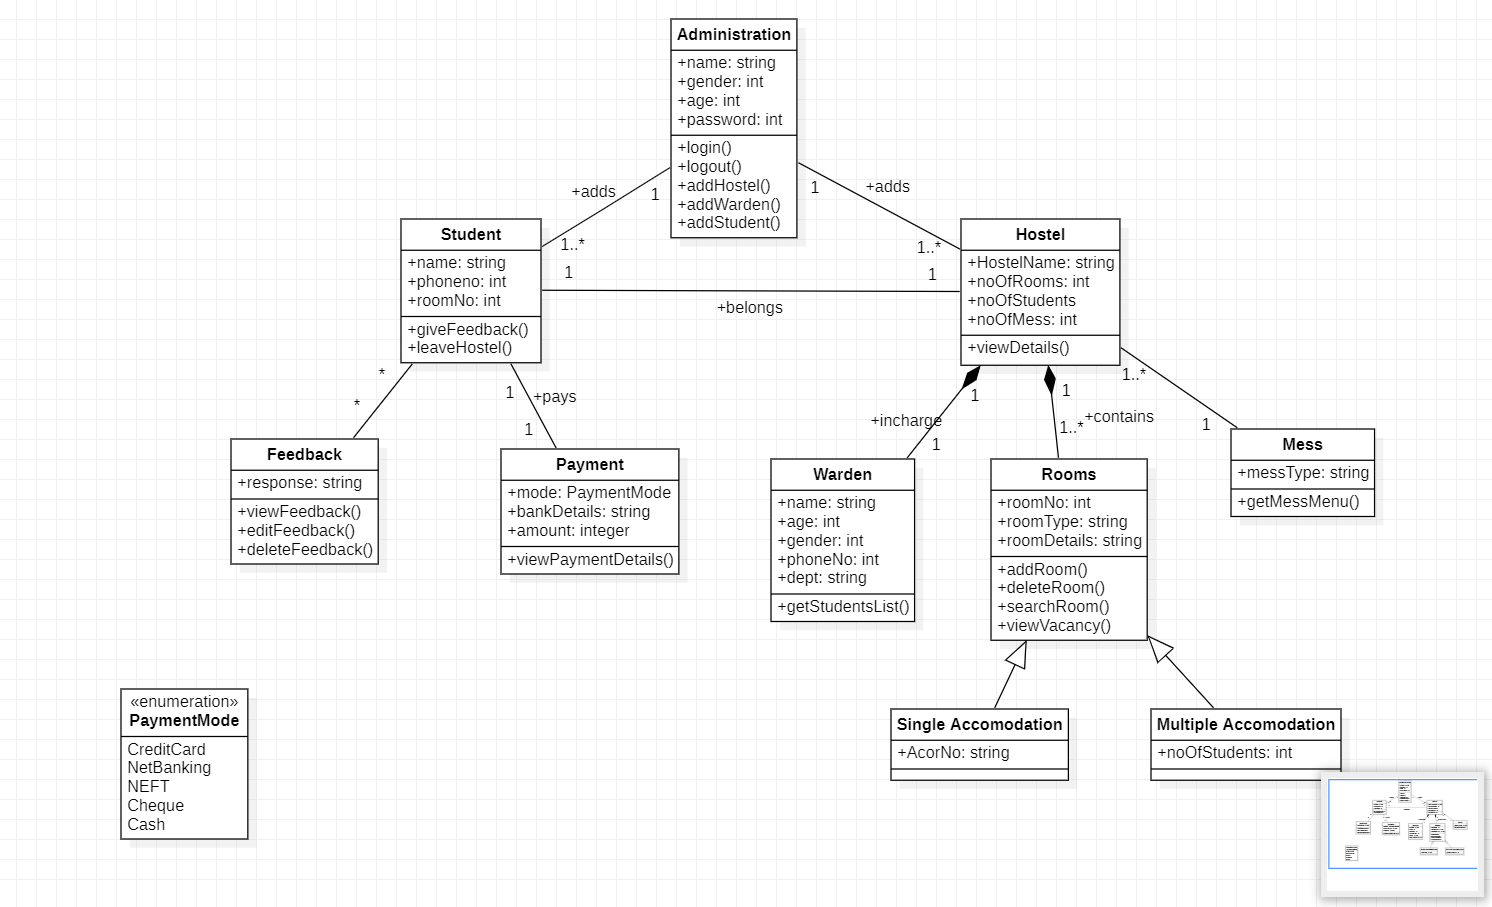 Administration
+name: string
+gender: int
+age: int
+password: int
+login()
+logout()
+addHostel()
+addWarden()
+addStudent()
+adds
1
1..*
+adds
1
1..*
Student
+name: string
+phoneno: int
+roomNo: int
+giveFeedback()
+leaveHostel()
1
1
+belongs
Hostel
+HostelName: string
+noOfRooms: int
+noOfStudents
+noOfMess: int
+viewDetails()
*
*
1
+pays
1
1
+incharge
1
1
+contains
1..*
1..*
1
Feedback
+response: string
+viewFeedback()
+editFeedback()
+deleteFeedback()
Payment
+mode: PaymentMode
+bankDetails: string
+amount: integer
+viewPaymentDetails()
Warden
+name: string
+age: int
+gender: int
+phoneNo: int
+dept: string
+getStudentsList()
Rooms
+roomNo: int
+roomType: string
+roomDetails: string
+addRoom()
+deleteRoom()
+searchRoom()
+viewVacancy()
Mess
+messType: string
+getMessMenu()
«enumeration»
PaymentMode
CreditCard
NetBanking
NEFT
Cheque
Cash
Single Accomodation
+AcorNo: string
Multiple Accomodation
+noOfStudents: int